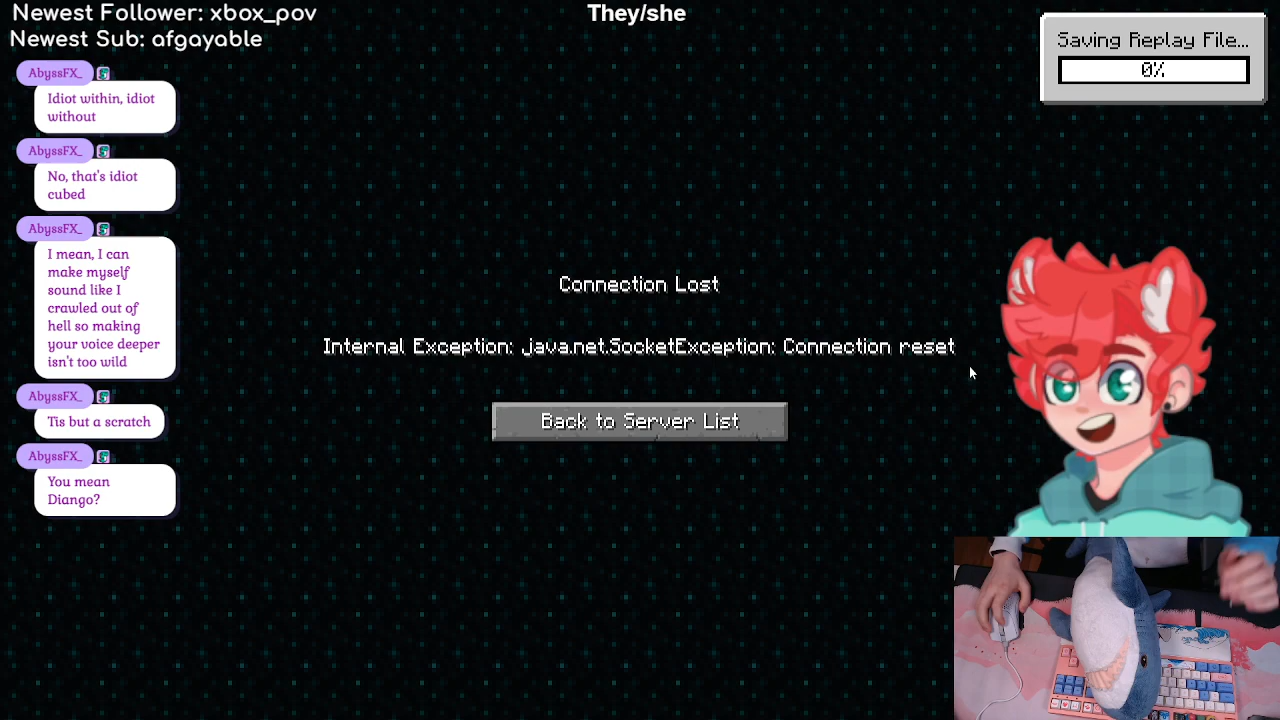 Newest Follower: xbox_pov
Newest Sub: afgayable
They/she
Saving Replay File...
0%
AbyssFX_
Idiot within, idiot
without
AbyssFX_
No, that's idiot
cubed
AbyssFX_
I mean, I can
make myself
sound like I
crawled out of
hell so making
your voice deeper
isn't too wild
AbyssFX_
Tis but a scratch
AbyssFX_
You mean
Diango?
Connection Lost
Internal Exception: java.net.SocketException: Connection reset
Back to Server List